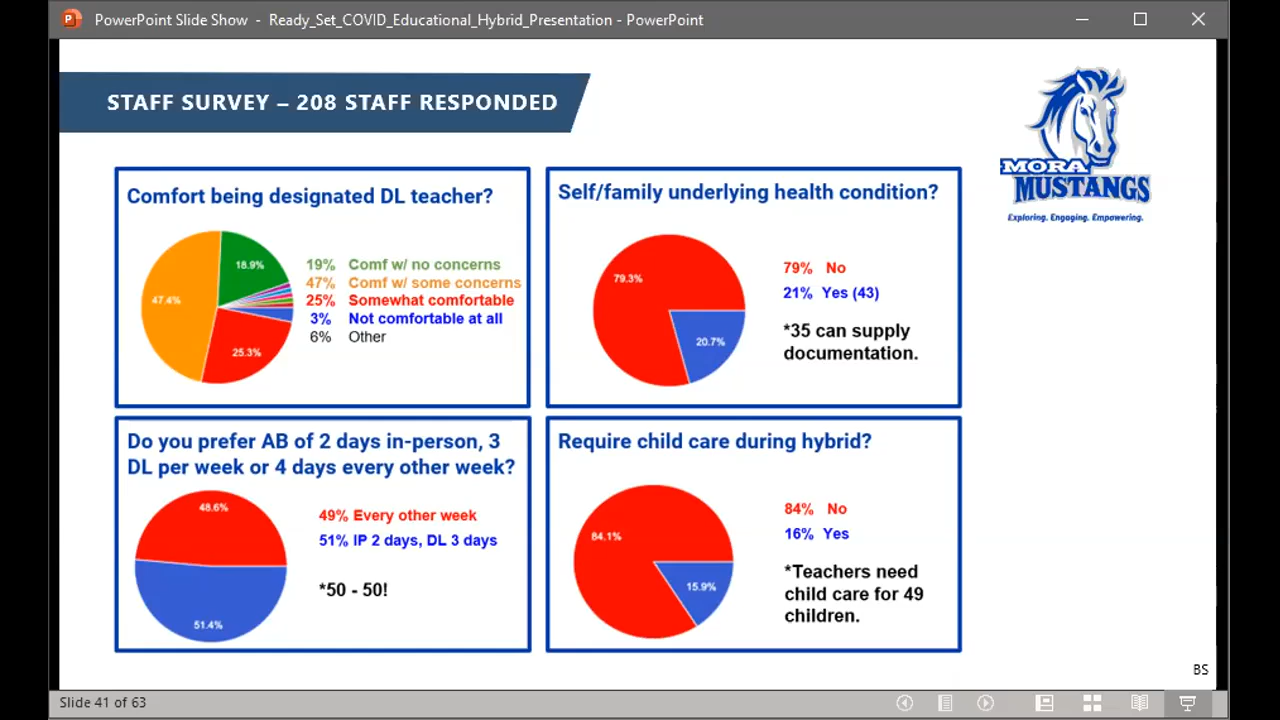 PowerPoint Slide Show - Ready_Set_COVID_Educational_Hybrid_Presentation - PowerPoint
STAFF SURVEY – 208 STAFF RESPONDED
MORA
MUSTANGS
Exploring. Engaging. Empowering.
Comfort being designated DL teacher?
18.9%
47.4%
25.3%
19% Comf w/ no concerns
47% Comf w/ some concerns
25% Somewhat comfortable
3% Not comfortable at all
6% Other
Self/family underlying health condition?
79.3%
20.7%
79% No
21% Yes (43)
*35 can supply
documentation.
Do you prefer AB of 2 days in-person, 3
DL per week or 4 days every other week?
48.6%
51.4%
49% Every other week
51% IP 2 days, DL 3 days
*50 - 50!
Require child care during hybrid?
84.1%
15.9%
84% No
16% Yes
*Teachers need
child care for 49
children.
BS
Slide 41 of 63